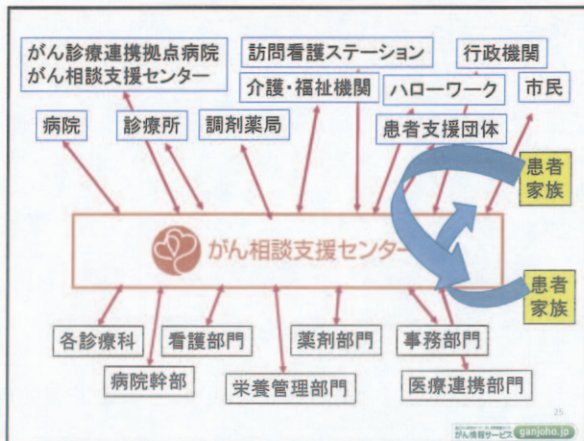 がん診療連携拠点病院
がん相談支援センター
訪問看護ステーション
行政機関
介護・福祉機関
ハローワーク
市民
病院
診療所
調剤薬局
患者支援団体
患者
家族
がん相談支援センター
患者
家族
各診療科
看護部門
薬剤部門
事務部門
病院幹部
栄養管理部門
医療連携部門
25
がん情報サービス ganjoho.jp